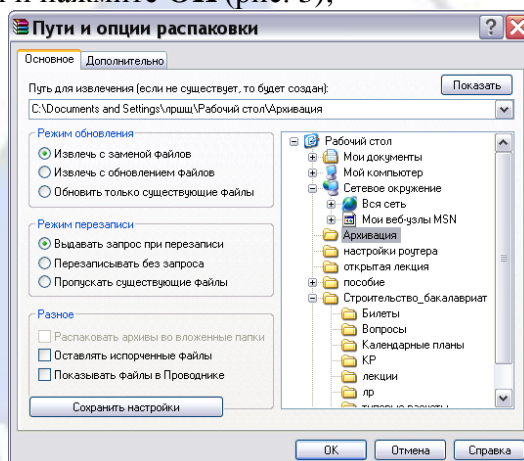 и нажмите ОК (рис. 3);
Пути и опции распаковки
Основное Дополнительно
Путь для извлечения (если не существует, то будет создан):
Показать
C:\Documents and Settings\лршщ\Рабочий стол\Архивация
Режим обновления
Извлечь с заменой файлов
Извлечь с обновлением файлов
Обновить только существующие файлы
Режим перезаписи
Выдавать запрос при перезаписи
Перезаписывать без запроса
Пропускать существующие файлы
Разное
Распаковать архивы во вложенные папки
Оставлять испорченные файлы
Показывать файлы в Проводнике
Сохранить настройки
Рабочий стол
Мои документы
Мой компьютер
Сетевое окружение
Вся сеть
Мои веб-узлы MSN
Архивация
настройки роутера
открытая лекция
пособие
Строительство_бакалавриат
Билеты
Вопросы
Календарные планы
КР
лекции
лр
типовые расчеты
ОК Отмена Справка